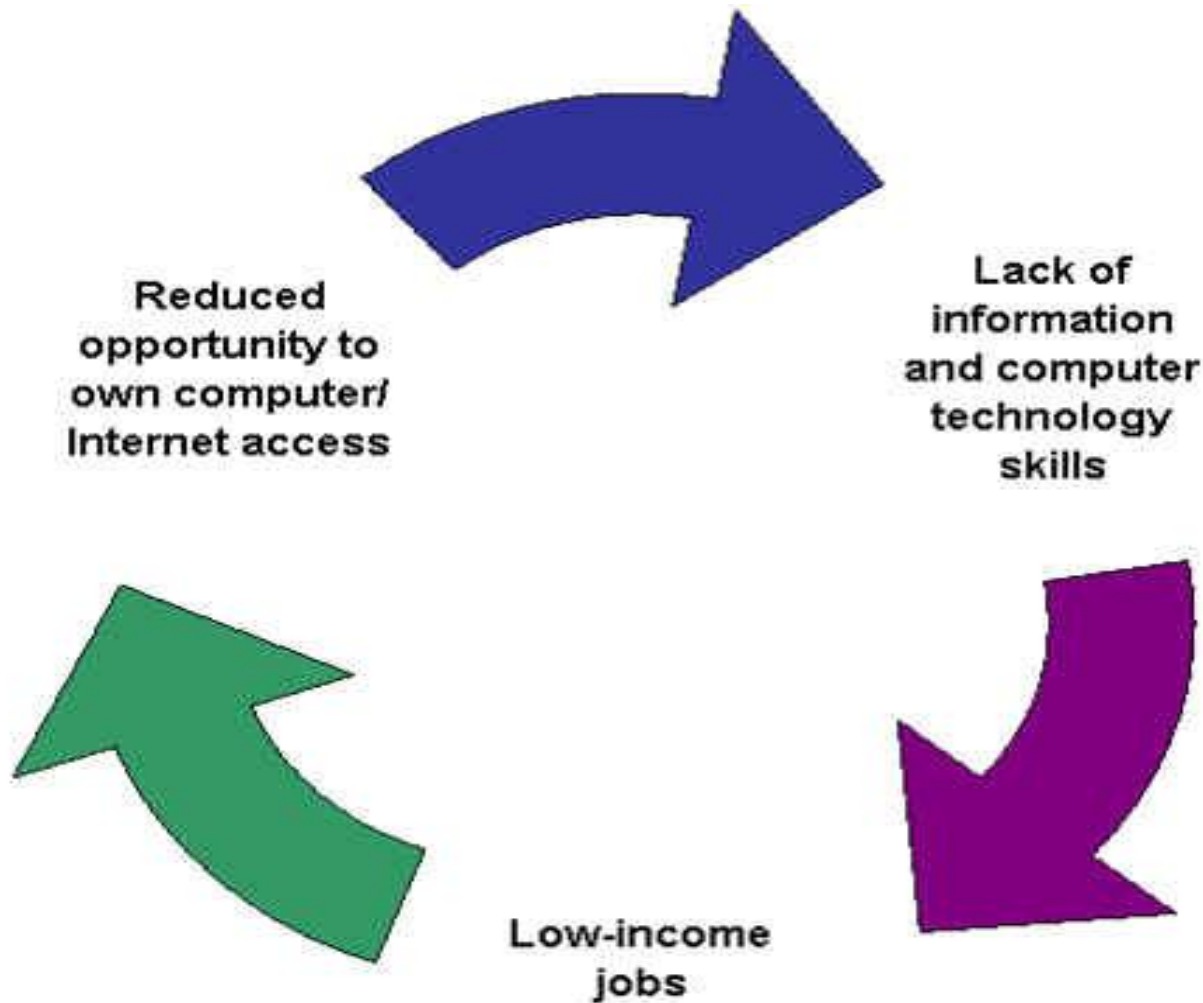 Reduced
opportunity to
own computer/
Internet access
Lack of
information
and computer
technology
skills
Low-income
jobs